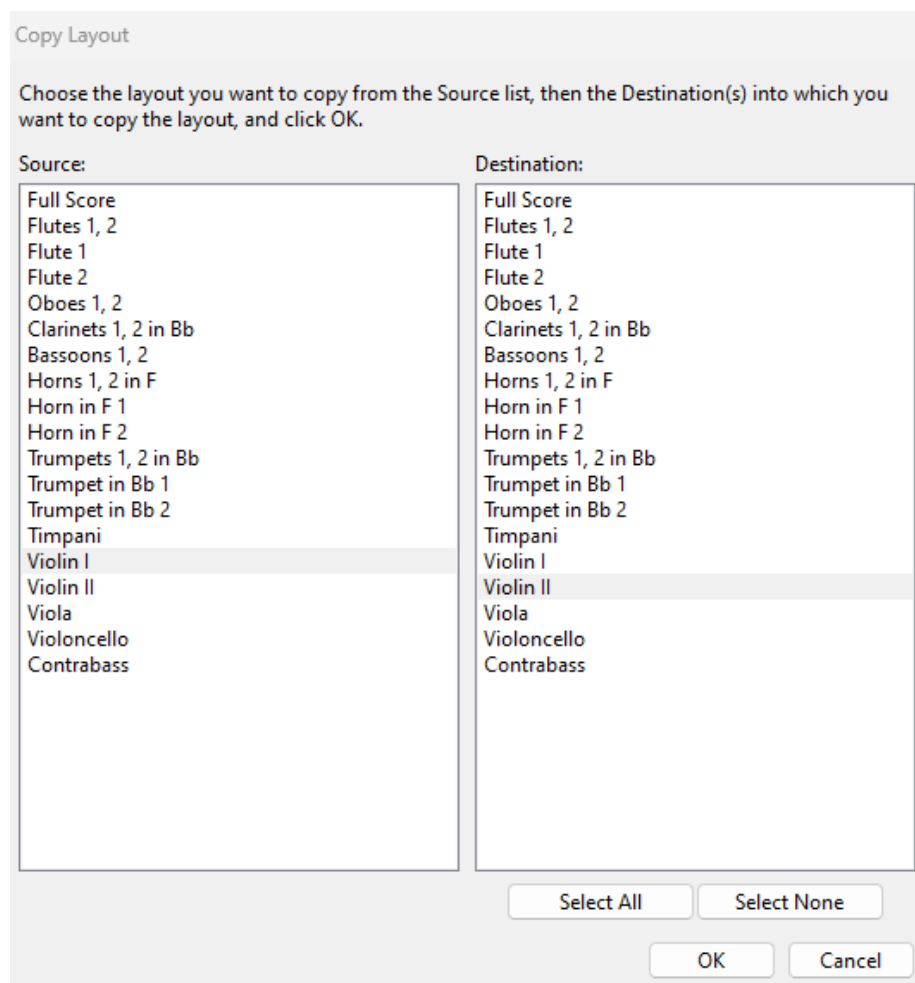 Copy Layout
Choose the layout you want to copy from the Source list, then the Destination(s) into which you
want to copy the layout, and click OK.
Source:
Full Score
Flutes 1, 2
Flute 1
Flute 2
Oboes 1, 2
Clarinets 1, 2 in Bb
Bassoons 1, 2
Horns 1, 2 in F
Horn in F 1
Horn in F 2
Trumpets 1, 2 in Bb
Trumpet in Bb 1
Trumpet in Bb 2
Timpani
Violin I
Violin II
Viola
Violoncello
Contrabass
Destination:
Full Score
Flutes 1, 2
Flute 1
Flute 2
Oboes 1, 2
Clarinets 1, 2 in Bb
Bassoons 1, 2
Horns 1, 2 in F
Horn in F 1
Horn in F 2
Trumpets 1, 2 in Bb
Trumpet in Bb 1
Trumpet in Bb 2
Timpani
Violin I
Violin II
Viola
Violoncello
Contrabass
Select All
Select None
OK
Cancel